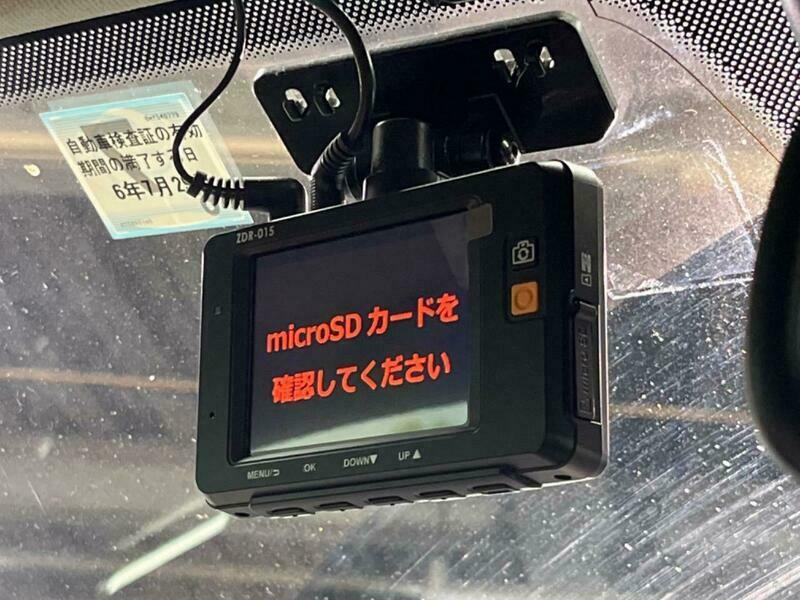 自動車検査証の有効
期間の満了する日
6年7月2
ZDR-015
microSD カードを
確認してください
MENU/
OK
DOWN▼
UP▲